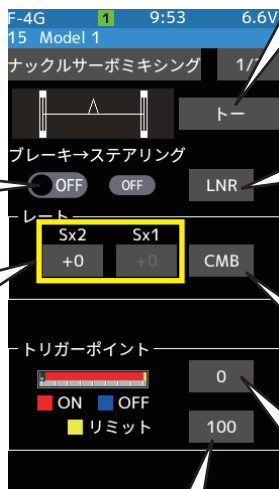 F-4G 1 9:53 6.6V
15 Model 1
ナックルサーボミキシング 1/
トー
ブレーキ→ステアリング
OFF OFF LNR
レート
Sx2 Sx1
+0 +0 CMB
トリガーポイント
0
ON OFF
リミット 100